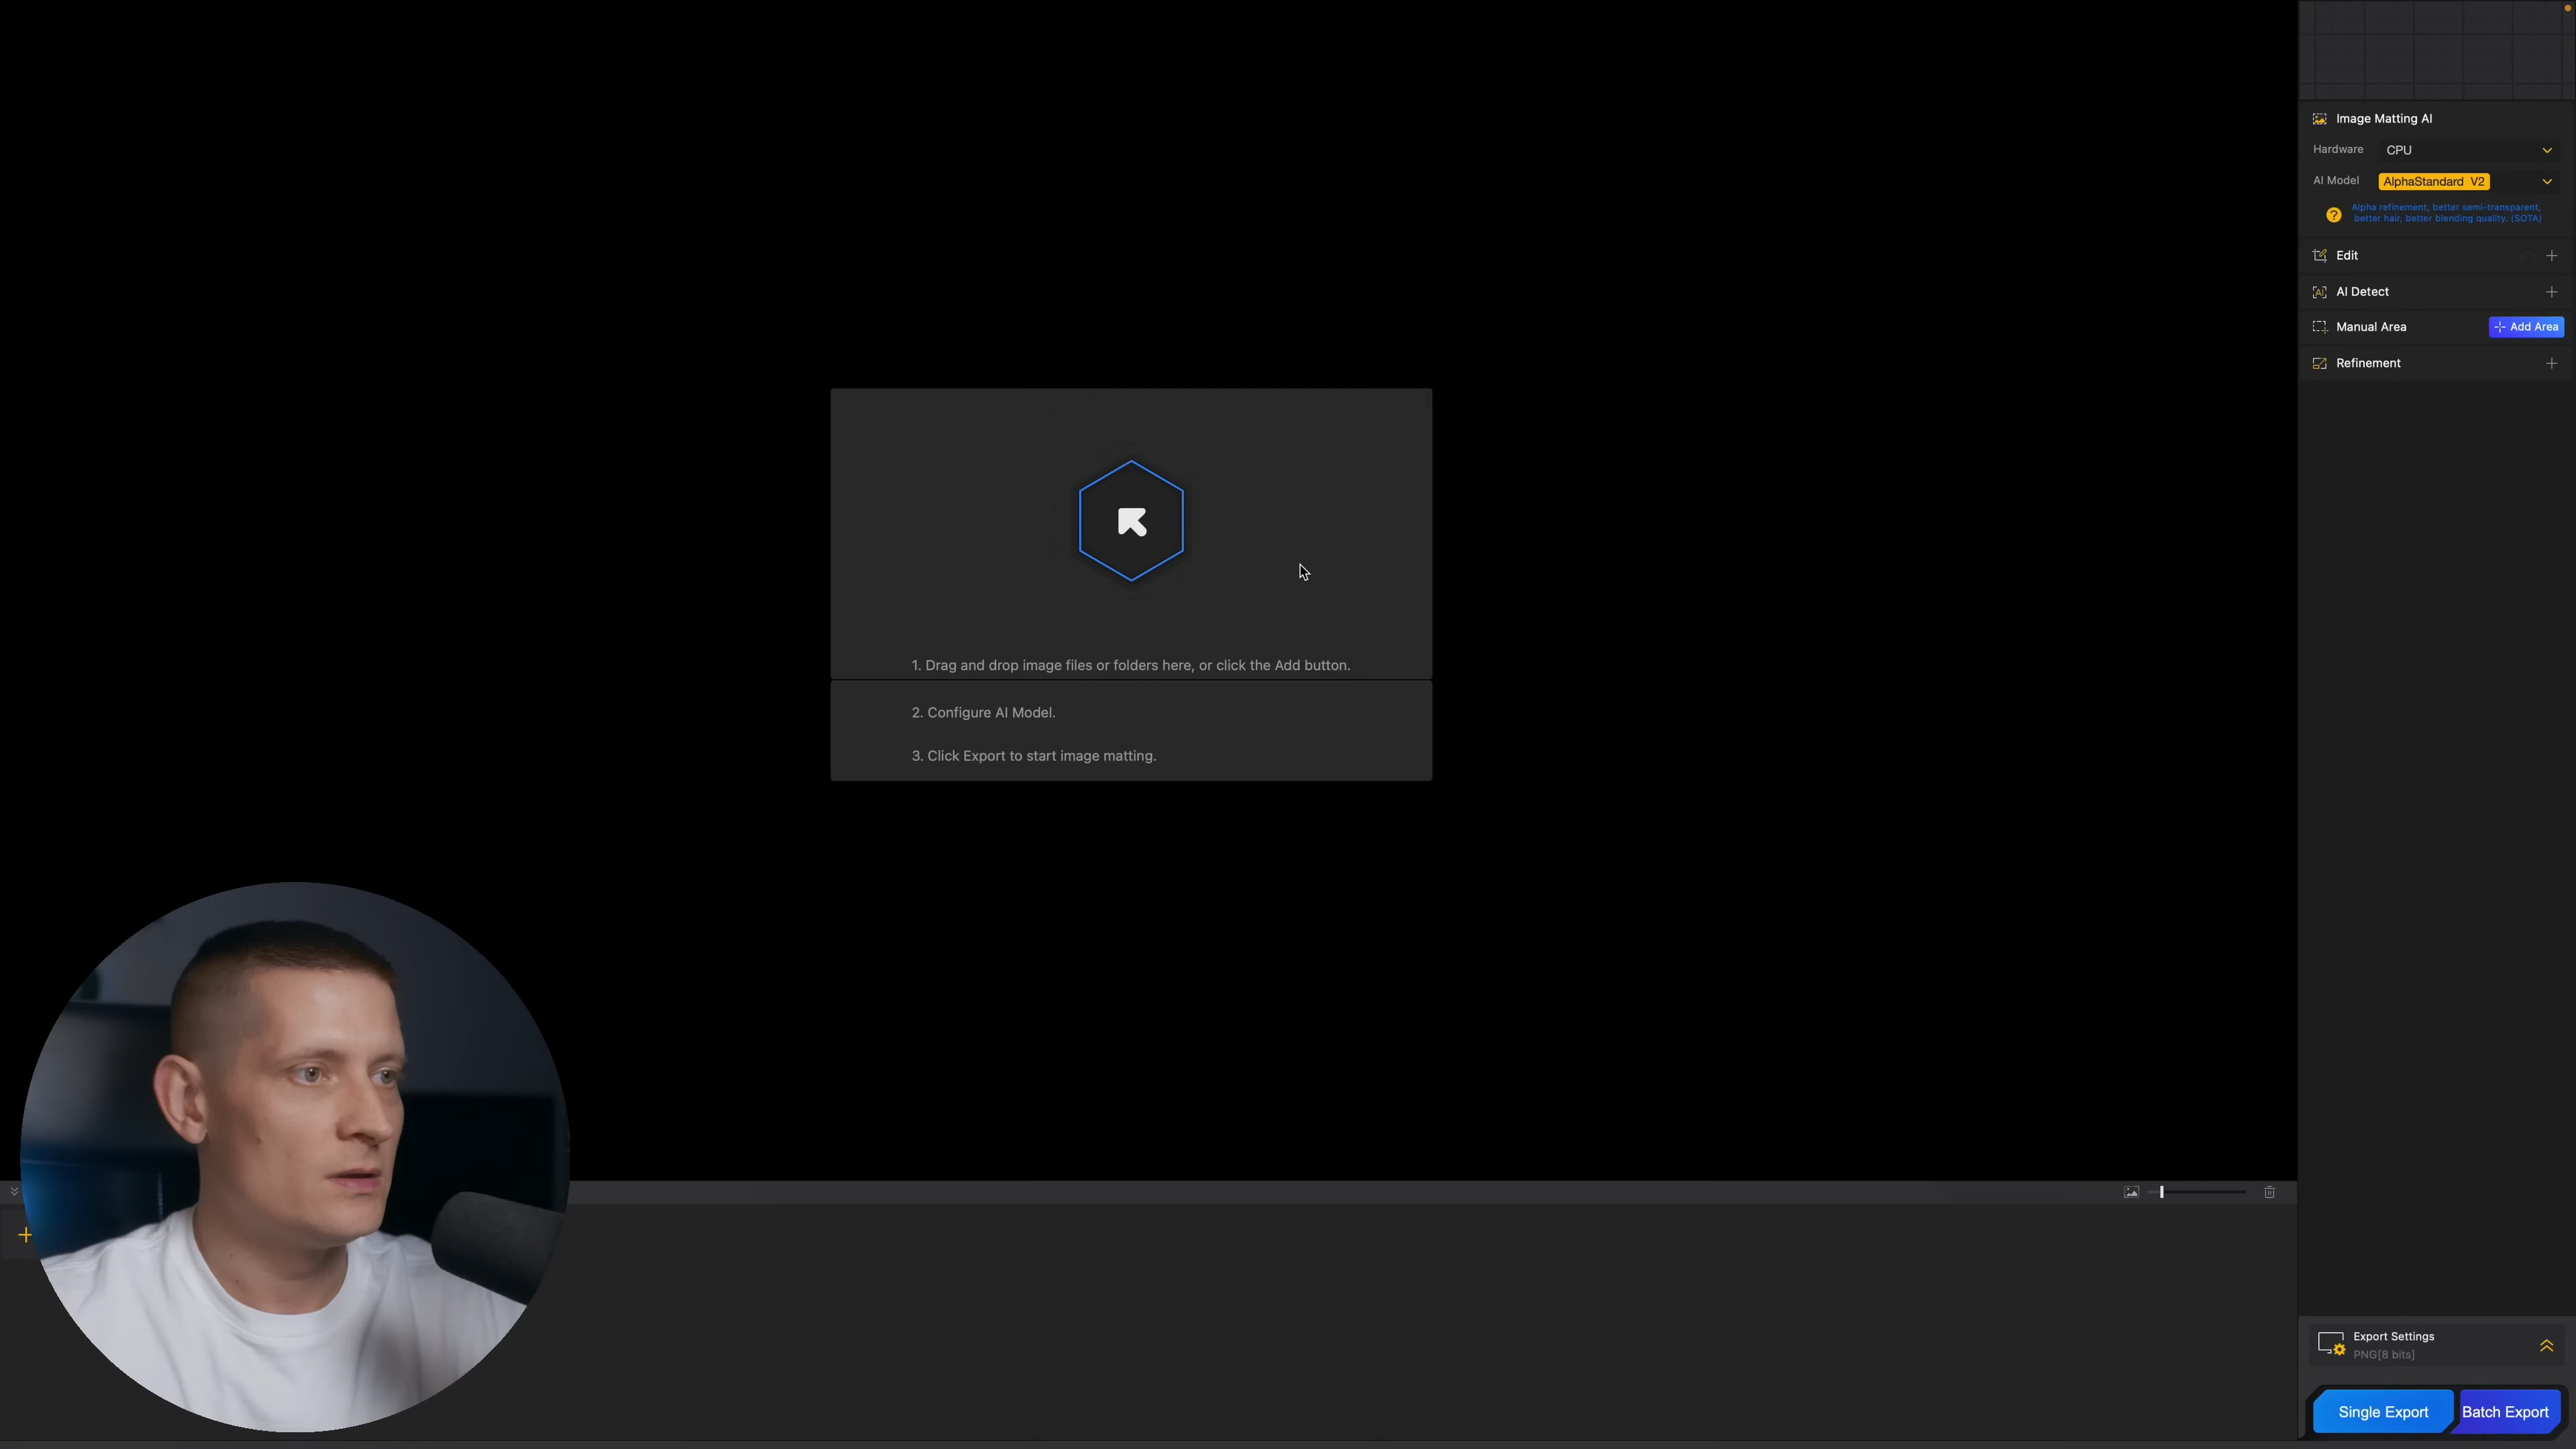 Image Matting AI
Hardware CPU
AI Model AlphaStandard V2
? Alpha refinement, better semi-transparent,
better hair, better blending quality. (SOTA)
Edit
AI Detect
Manual Area Add Area
Refinement
1. Drag and drop image files or folders here, or click the Add button.
2. Configure AI Model.
3. Click Export to start image matting.
Export Settings
PNG[8 bits]
Single Export Batch Export